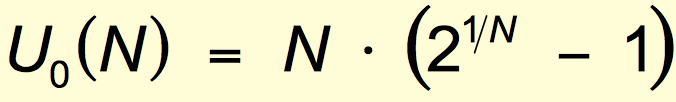 U₀(N) = N · (2^{1/N} − 1)